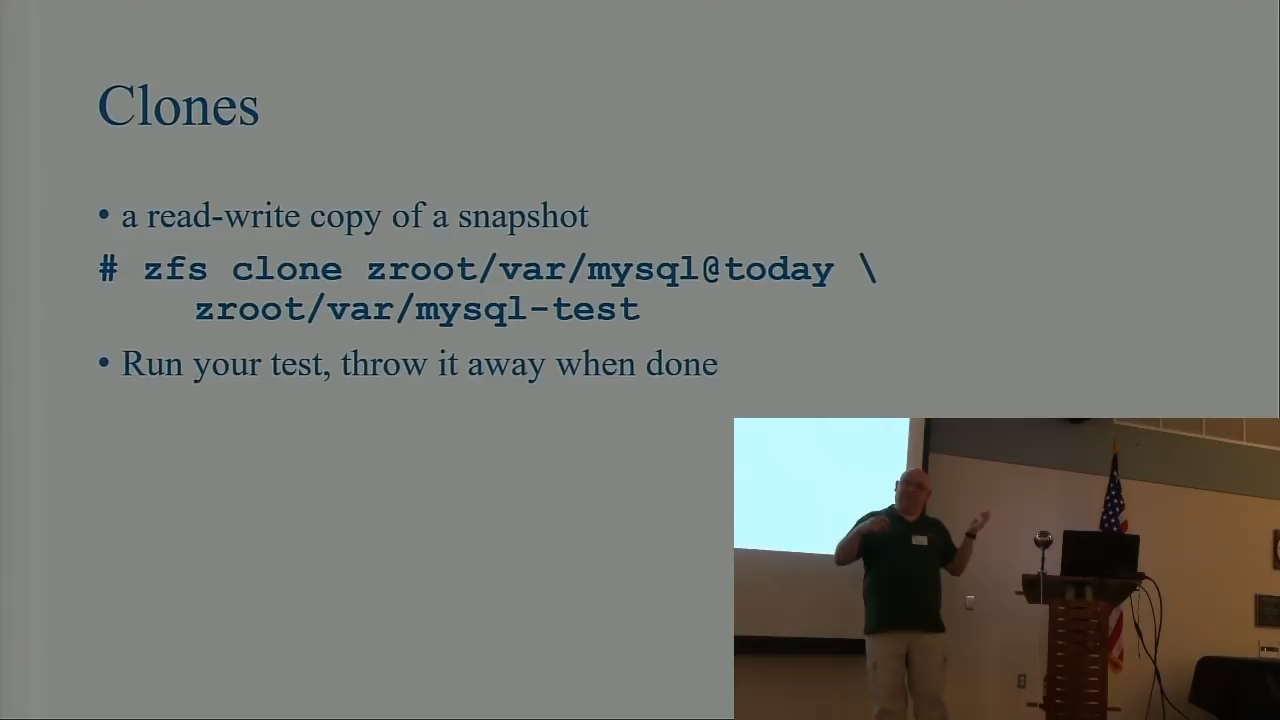 Clones
• a read-write copy of a snapshot
# zfs clone zroot/var/mysql@today \
zroot/var/mysql-test
• Run your test, throw it away when done